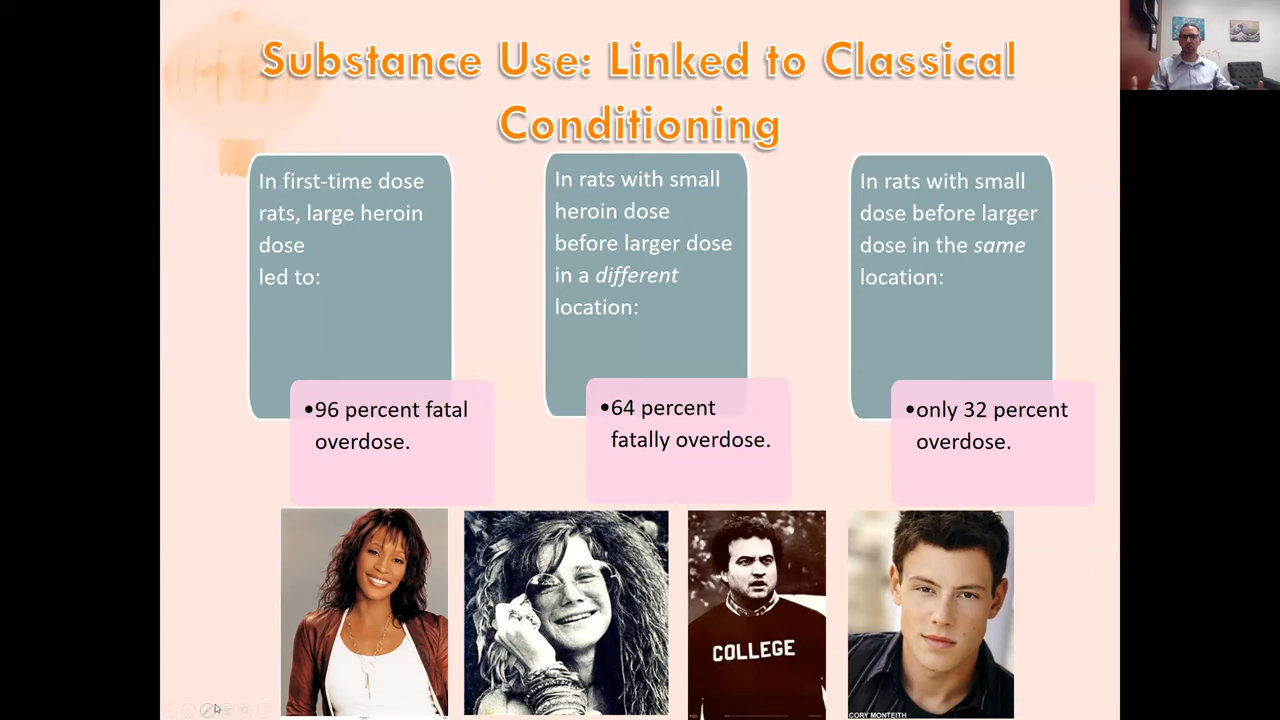 Substance Use: Linked to Classical
Conditioning
In first-time dose
rats, large heroin
dose
led to:
•96 percent fatal
overdose.
In rats with small
heroin dose
before larger dose
in a different
location:
•64 percent
fatally overdose.
In rats with small
dose before larger
dose in the same
location:
•only 32 percent
overdose.
COLLEGE
CORY MONTEITH